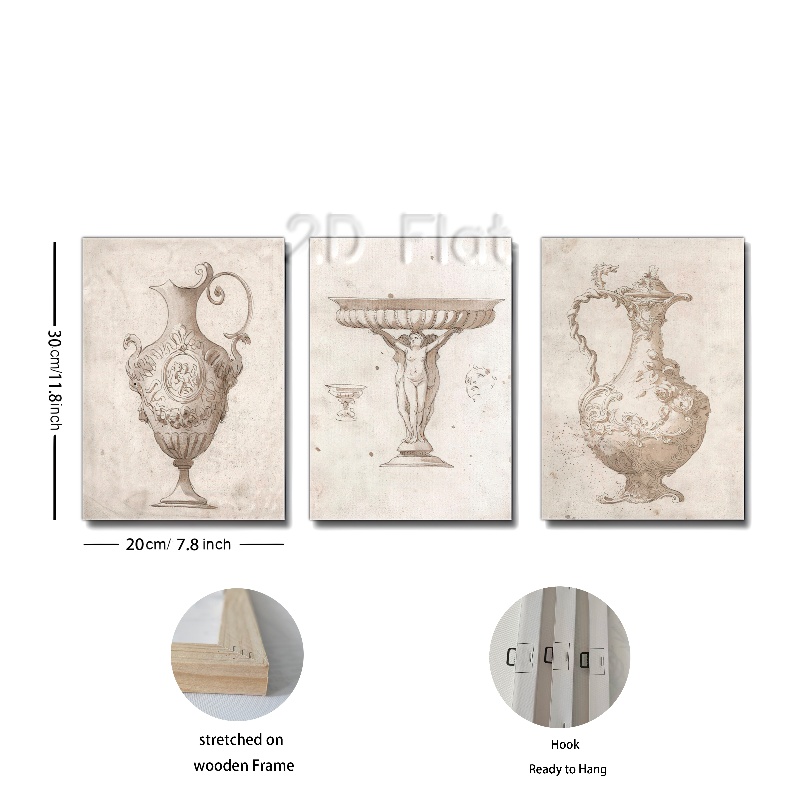 2D Flat
30cm/11.8inch
20cm/ 7.8 inch
stretched on
wooden Frame
Hook
Ready to Hang